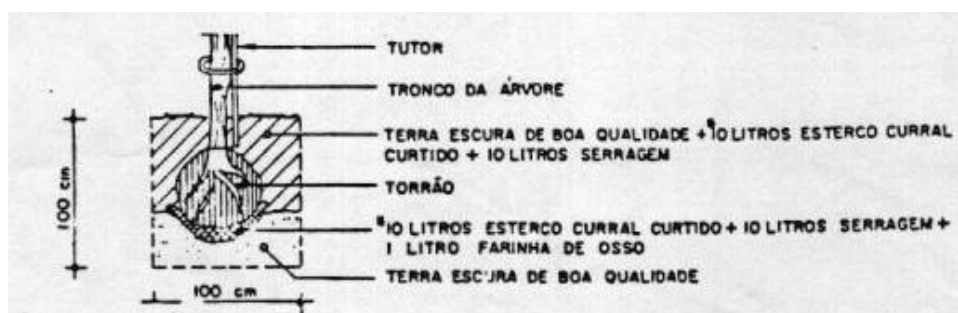 TUTOR
TRONCO DA ÁRVORE
TERRA ESCURA DE BOA QUALIDADE + *10 LITROS ESTERCO CURRAL
CURTIDO + 10 LITROS SERRAGEM
TORRÃO
*10 LITROS ESTERCO CURRAL CURTIDO + 10 LITROS SERRAGEM +
1 LITRO FARINHA DE OSSO
TERRA ESCURA DE BOA QUALIDADE
100 cm
100 cm